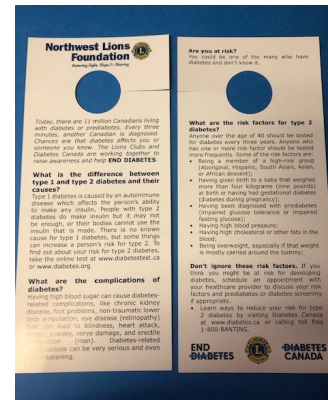 Northwest Lions
Foundation
Restoring Sight, Hope & Hearing
Today, there are 11 million Canadians living
with diabetes or prediabetes. Every three
minutes, another Canadian is diagnosed.
Chances are that diabetes affects you or
someone you know. The Lions Clubs and
Diabetes Canada are working together to
raise awareness and help END DIABETES.
What is the difference between
type 1 and type 2 diabetes and their
causes?
Type 1 diabetes is caused by an autoimmune
disease which affects the person's ability
to make any insulin. People with type 2
diabetes do make insulin but it may not
be enough, or their bodies cannot use the
insulin that is made. There is no known
cause for type 1 diabetes, but some things
can increase a person's risk for type 2. To
find out about your risk for type 2 diabetes,
take the online test at www.diabetestest.ca
or www.diabetes.org
What are the complications of
diabetes?
Having high blood sugar can cause diabetes-
related complications, like chronic kidney
disease, foot problems, non-traumatic lower
limb amputation, eye disease (retinopathy)
that can lead to blindness, heart attack,
anxiety, nerve damage, and erectile
(men). Diabetes-related
can be very serious and even
Are you at risk?
You could be one of the many who have
diabetes and don't know it.
What are the risk factors for type 2
diabetes?
Anyone over the age of 40 should be tested
for diabetes every three years. Anyone who
has one or more risk factor should be tested
more frequently. Some of the risk factors are:
• Being a member of a high-risk group
(Aboriginal, Hispanic, South Asian, Asian,
or African descent);
• Having given birth to a baby that weighed
more than four kilograms (nine pounds)
at birth or having had gestational diabetes
(diabetes during pregnancy);
• Having been diagnosed with prediabetes
(impaired glucose tolerance or impaired
fasting glucose);
• Having high blood pressure;
• Having high cholesterol or other fats in the
blood;
• Being overweight, especially if that weight
is mostly carried around the tummy;
Don't ignore these risk factors. If you
think you might be at risk for developing
diabetes, schedule an appointment with
your healthcare provider to discuss your risk
factors and prediabetes or diabetes screening
if appropriate.
• Learn ways to reduce your risk for type
2 diabetes by visiting Diabetes Canada
at www.diabetes.ca or calling toll free
1-800-BANTING.
END
DIABETES
DIABETES
CANADA